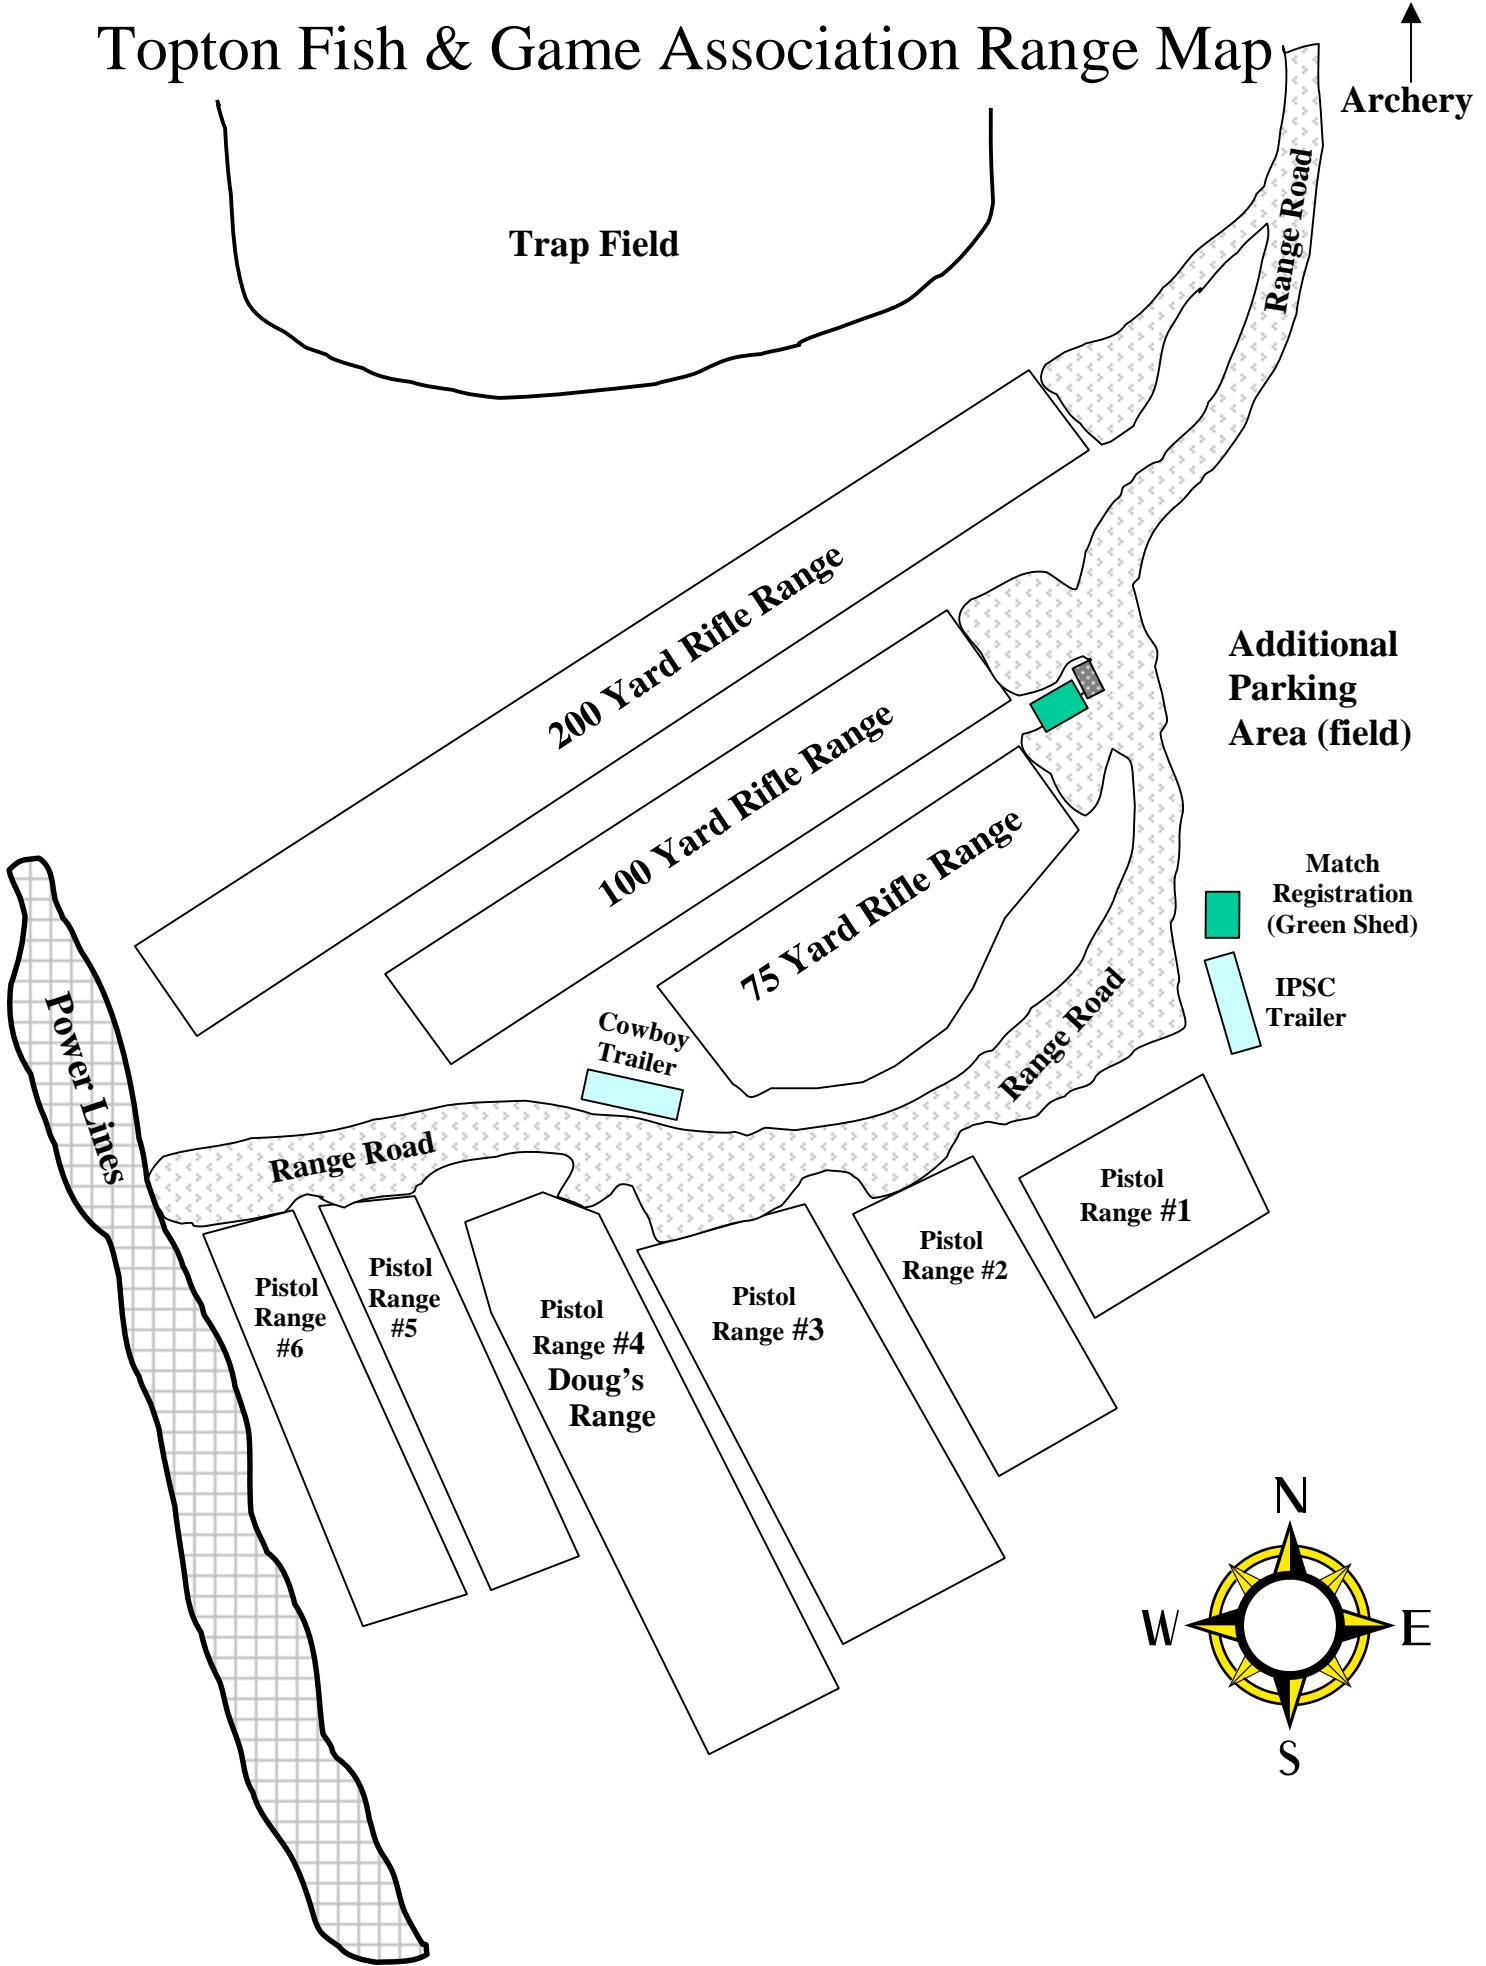 Topton Fish & Game Association Range Map
Archery
Range Road
Trap Field
200 Yard Rifle Range
100 Yard Rifle Range
75 Yard Rifle Range
Additional
Parking
Area (field)
Match
Registration
(Green Shed)
IPSC
Trailer
Cowboy
Trailer
Range Road
Range Road
Power Lines
Pistol
Range #1
Pistol
Range #2
Pistol
Range #3
Pistol
Range #4
Doug's
Range
Pistol
Range
#5
Pistol
Range
#6
N
W
E
S